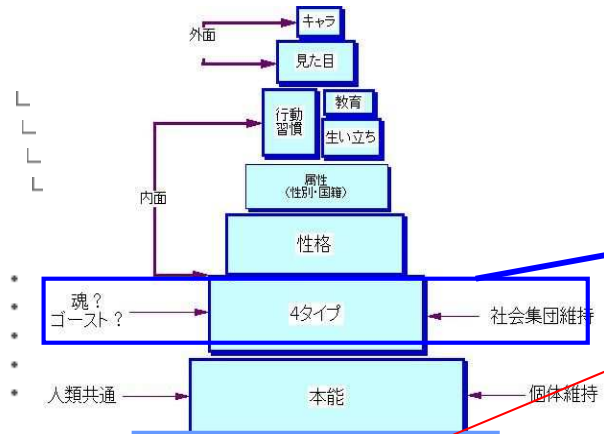 キャラ
外面
見た目
行動
習慣
教育
生い立ち
属性
(性別・国籍)
内面
性格
魂？
ゴースト？
4タイプ
社会集団維持
人類共通
本能
個体維持